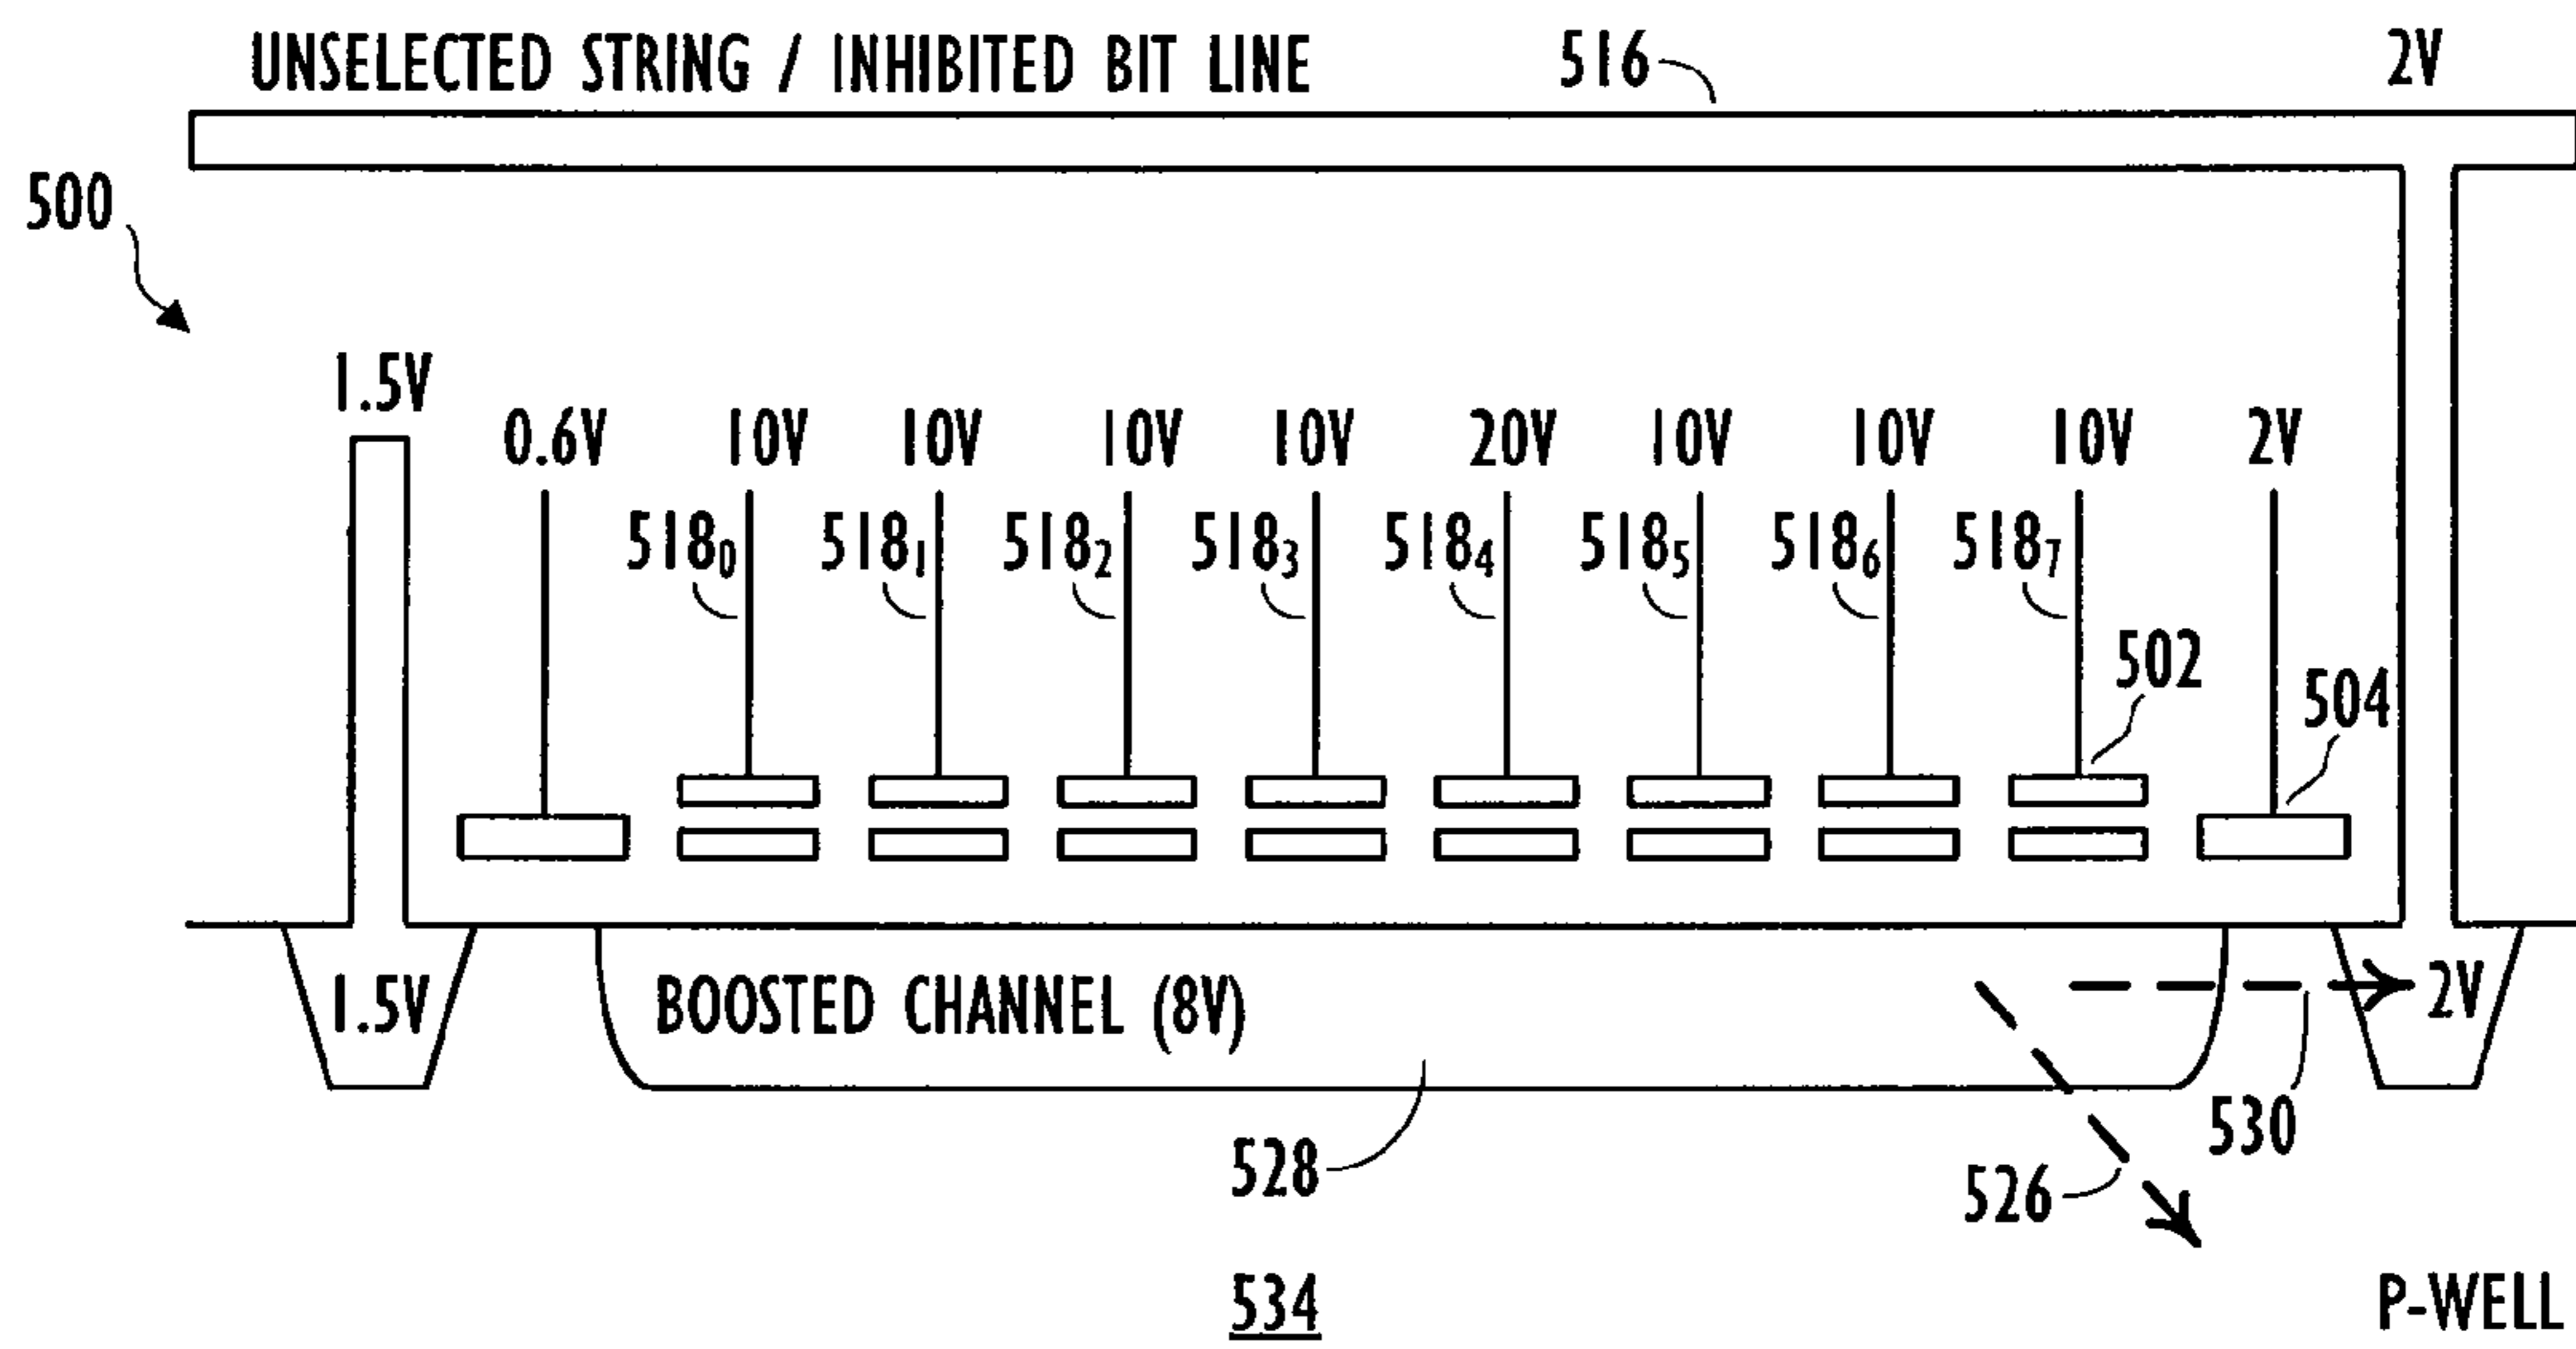 UNSELECTED STRING / INHIBITED BIT LINE 516 2V
500
1.5V
0.6V 10V 10V 10V 10V 20V 10V 10V 10V 2V
518₀ 518₁ 518₂ 518₃ 518₄ 518₅ 518₆ 518₇
502
504
1.5V BOOSTED CHANNEL (8V) 2V
530
528
526
534
P-WELL